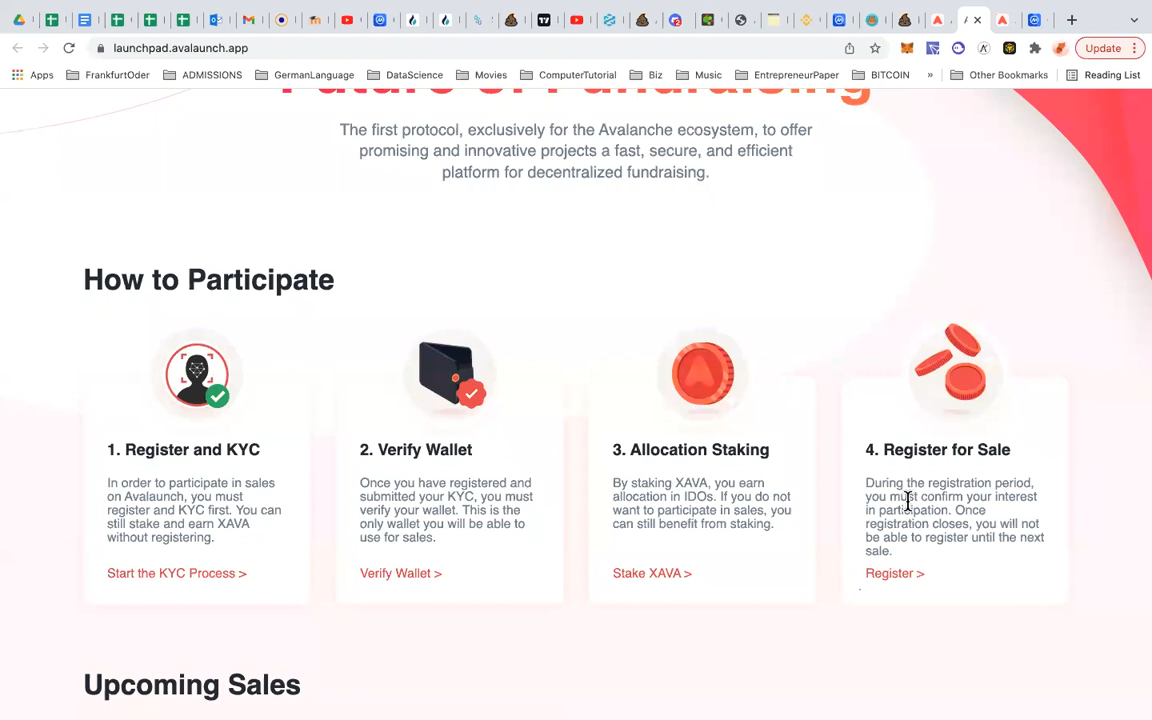 launchpad.avalaunch.app
Update
Apps
FrankfurtOder
ADMISSIONS
GermanLanguage
DataScience
Movies
ComputerTutorial
Biz
Music
EntrepreneurPaper
BITCOIN
»
Other Bookmarks
Reading List
Future of Fundraising
The first protocol, exclusively for the Avalanche ecosystem, to offer
promising and innovative projects a fast, secure, and efficient
platform for decentralized fundraising.
How to Participate
1. Register and KYC
In order to participate in sales
on Avalaunch, you must
register and KYC first. You can
still stake and earn XAVA
without registering.
Start the KYC Process >
2. Verify Wallet
Once you have registered and
submitted your KYC, you must
verify your wallet. This is the
only wallet you will be able to
use for sales.
Verify Wallet >
3. Allocation Staking
By staking XAVA, you earn
allocation in IDOs. If you do not
want to participate in sales, you
can still benefit from staking.
Stake XAVA >
4. Register for Sale
During the registration period,
you must confirm your interest
in participation. Once
registration closes, you will not
be able to register until the next
sale.
Register >
Upcoming Sales